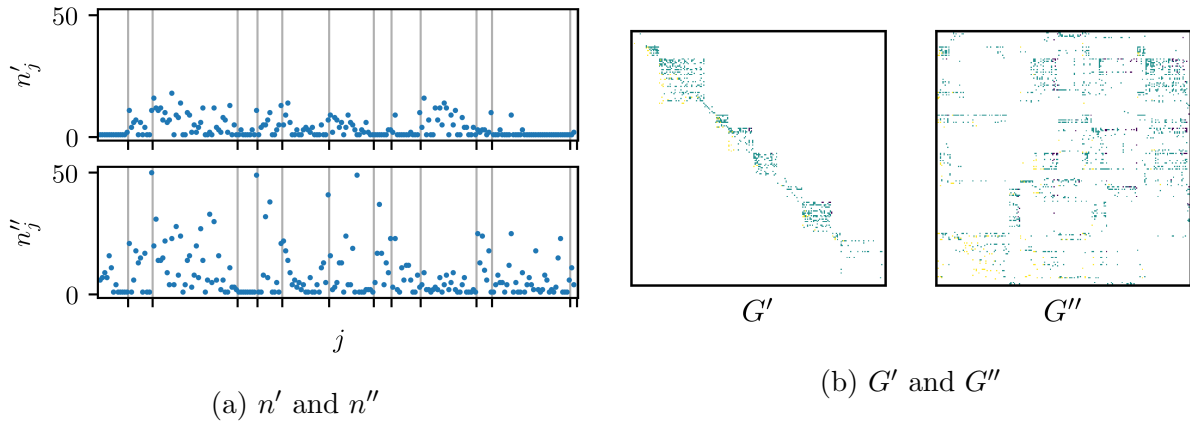 50
n′_j
0
50
n″_j
0
j
(a) n′ and n″
G′
G″
(b) G′ and G″